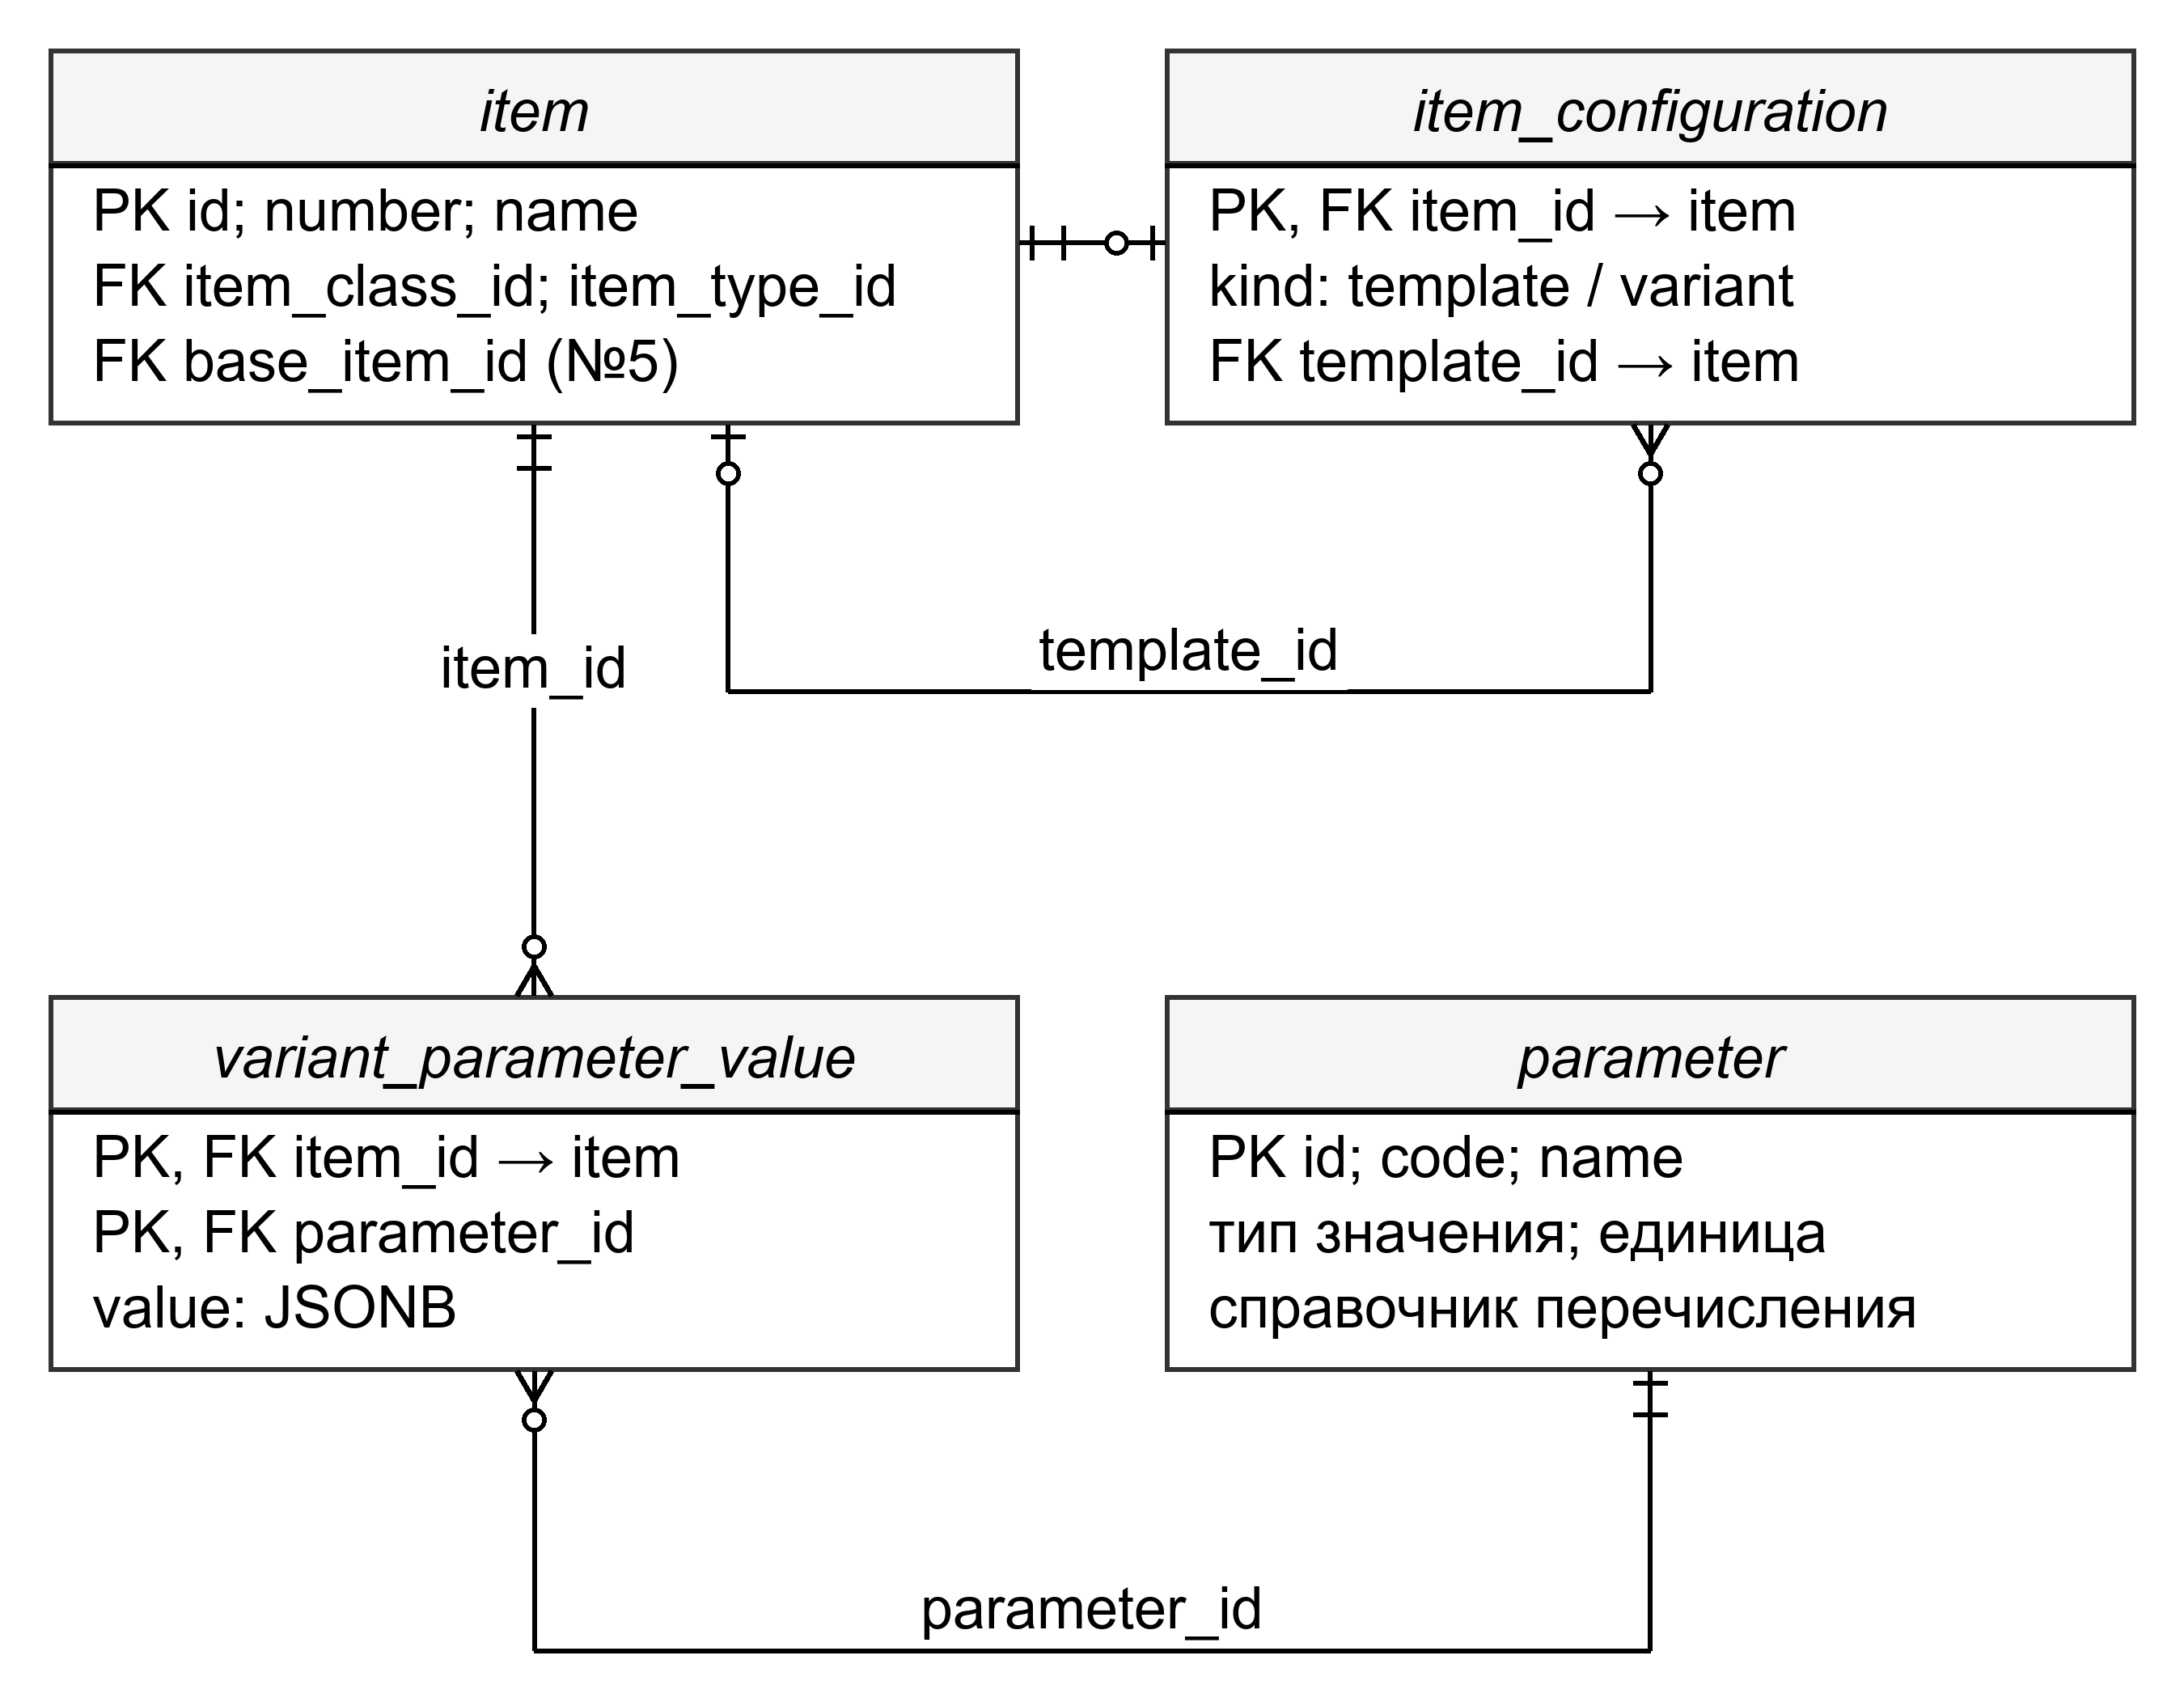 item
PK id; number; name
FK item_class_id; item_type_id
FK base_item_id (№5)
item_configuration
PK, FK item_id → item
kind: template / variant
FK template_id → item
item_id
template_id
variant_parameter_value
PK, FK item_id → item
PK, FK parameter_id
value: JSONB
parameter
PK id; code; name
тип значения; единица
справочник перечисления
parameter_id